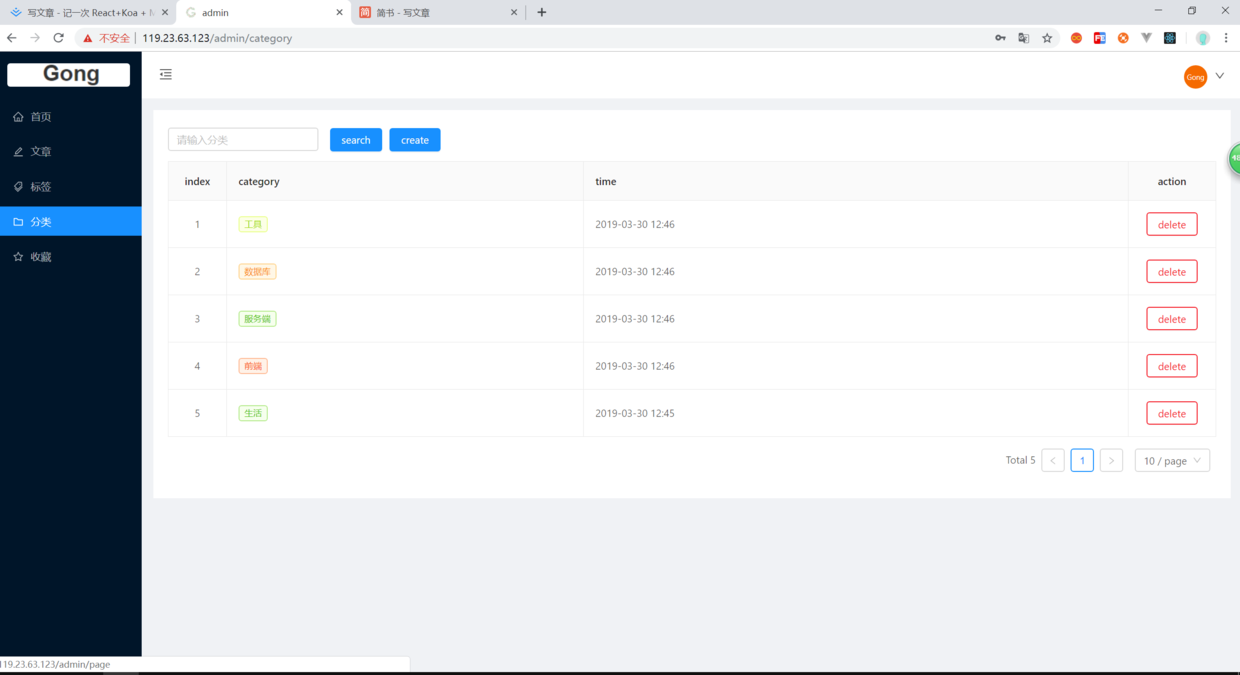 写文章 - 记一次 React+Koa +
admin
简书 - 写文章
不安全
119.23.63.123/admin/category
Gong
Gong
首页
文章
标签
分类
收藏
请输入分类
search
create
index
category
time
action
1
工具
2019-03-30 12:46
delete
2
数据库
2019-03-30 12:46
delete
3
服务端
2019-03-30 12:46
delete
4
前端
2019-03-30 12:46
delete
5
生活
2019-03-30 12:45
delete
Total 5
1
10 / page
119.23.63.123/admin/page